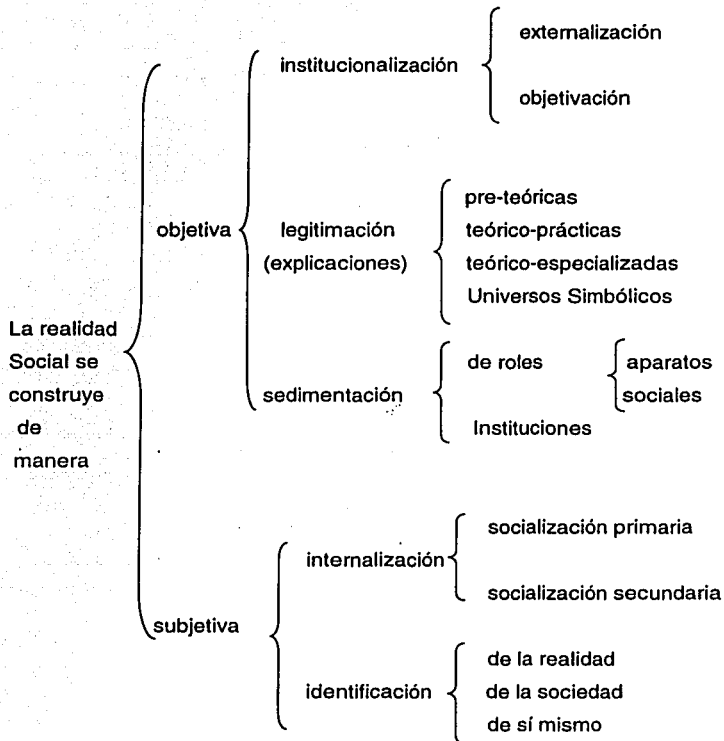 La realidad
Social se
construye
de
manera
objetiva
institucionalización
externalización
objetivación
legitimación
(explicaciones)
pre-teóricas
teórico-prácticas
teórico-especializadas
Universos Simbólicos
sedimentación
de roles
aparatos
sociales
Instituciones
subjetiva
internalización
socialización primaria
socialización secundaria
identificación
de la realidad
de la sociedad
de sí mismo